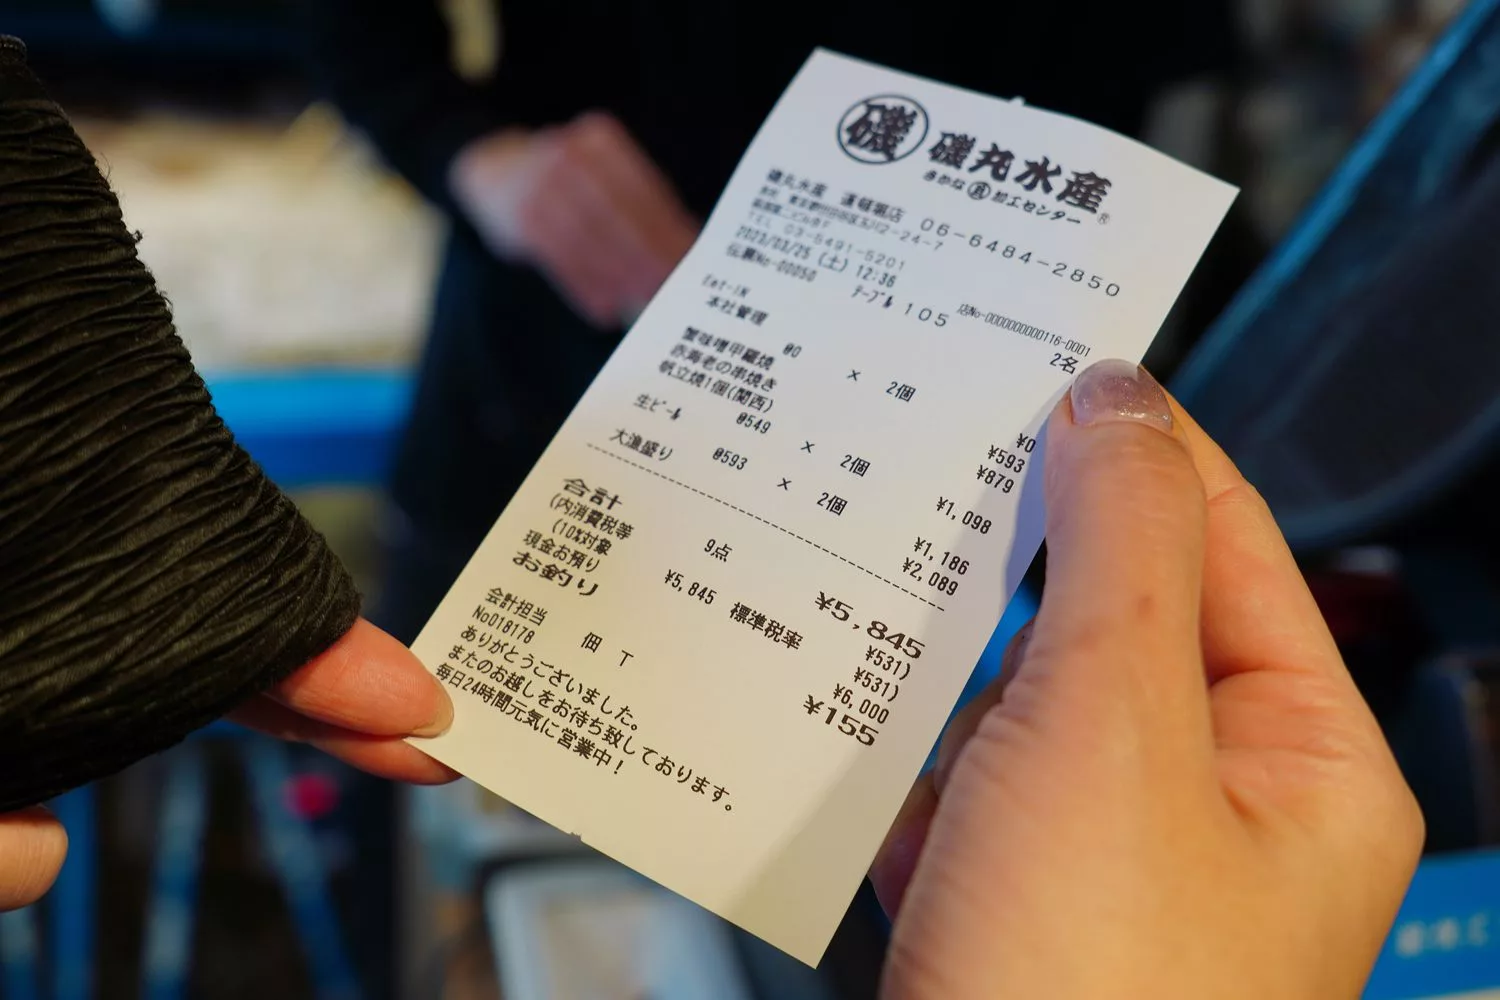 磯 磯丸水産®
さかな 丸 加工センター
磯丸水産 道頓堀店 06-6484-2850
TEL 03-5491-5201
2023/03/25 (土) 12:36
伝票No-00050 テーブル 105 店No-0000000000116-0001
Eat-IN 2名
本社管理
@0 × 2個 ¥0
蟹味噌甲羅焼 ¥593
赤海老の串焼き ¥879
帆立焼1個(関西)
@549 × 2個 ¥1,098
生ビール
@593 × 2個 ¥1,186
大漁盛り ¥2,089
合計 9点 ¥5,845
(内消費税等 ¥531)
(10%対象 ¥5,845 標準税率 ¥531)
現金お預り ¥6,000
お釣り ¥155
会計担当 佃 T
No018178
ありがとうございました。
またのお越しをお待ち致しております。
毎日24時間元気に営業中！